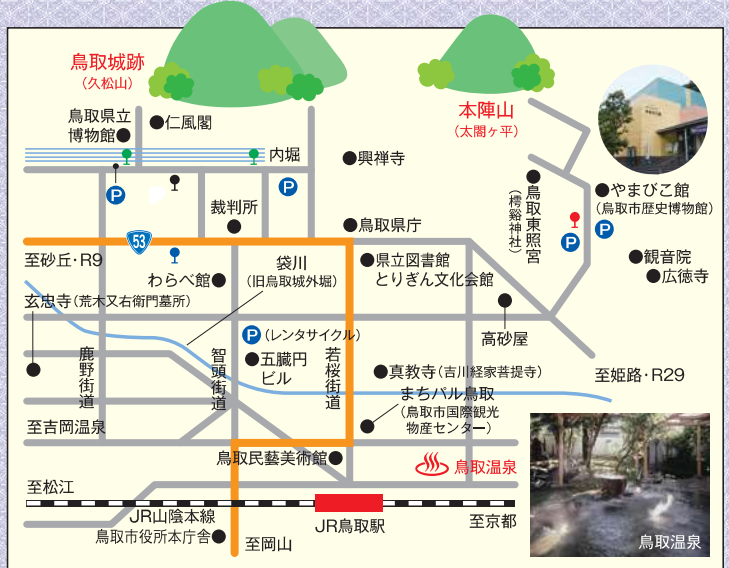 鳥取城跡
(久松山)
本陣山
(太閤ヶ平)
鳥取県立
博物館
仁風閣
内堀
興禅寺
P
P
裁判所
鳥取県庁
鳥取東照宮
(樗谿神社)
やまびこ館
(鳥取市歴史博物館)
P
P
観音院
広徳寺
53
至砂丘・R9
わらべ館
袋川
(旧鳥取城外堀)
県立図書館
とりぎん文化会館
玄忠寺(荒木又右衛門墓所)
高砂屋
P(レンタサイクル)
五臓円
ビル
鹿野街道
智頭街道
若桜街道
真教寺(吉川経家菩提寺)
至姫路・R29
まちパル鳥取
(鳥取市国際観光
物産センター)
至吉岡温泉
鳥取民藝美術館
鳥取温泉
至松江
JR山陰本線
JR鳥取駅
至京都
鳥取市役所本庁舎
至岡山
鳥取温泉